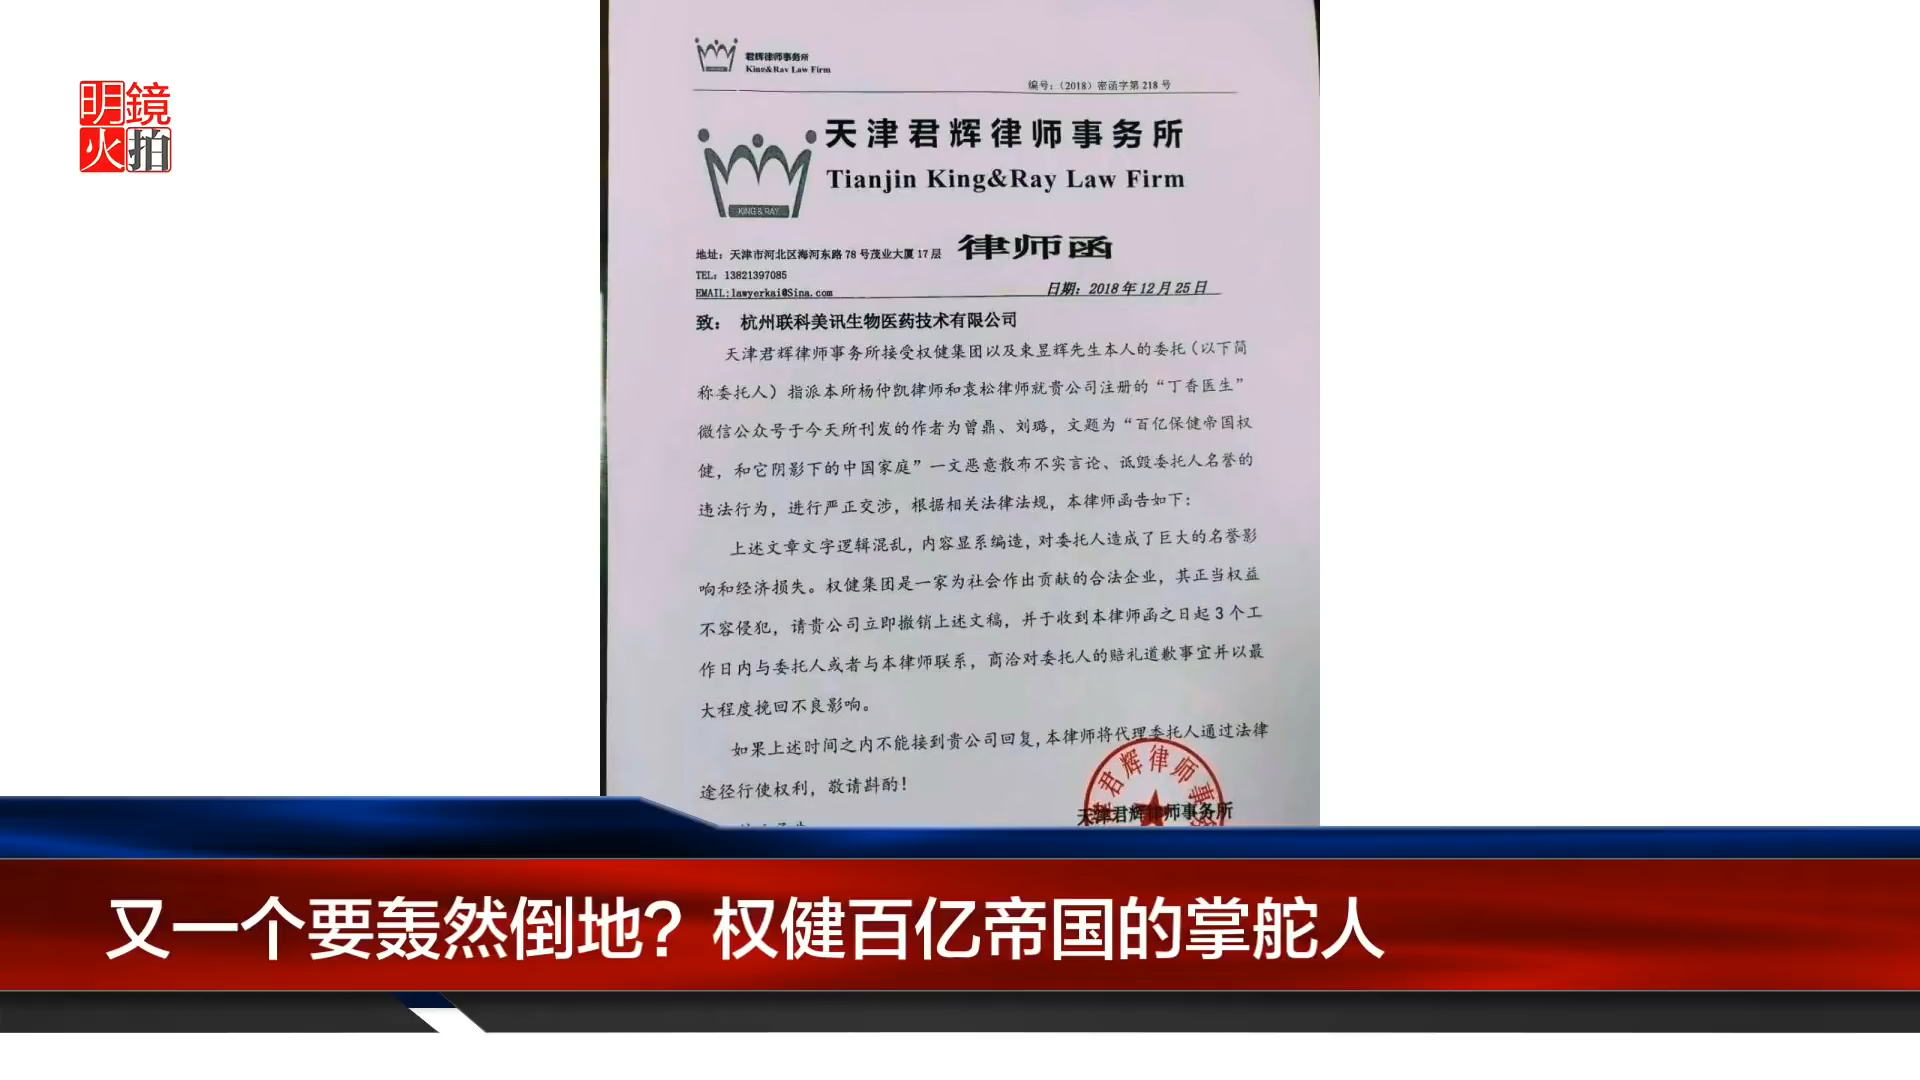 明鏡
火拍
君辉律师事务所
King&Ray Law Firm
编号：（2018）密函字第 218 号
天津君辉律师事务所
Tianjin King&Ray Law Firm
KING & RAY
地址：天津市河北区海河东路 78 号茂业大厦 17 层
律师函
TEL：13821397085
EMAIL:lawyerkai@Sina.com
日期：2018 年 12 月 25 日
致： 杭州联科美讯生物医药技术有限公司
天津君辉律师事务所接受权健集团以及束昱辉先生本人的委托（以下简
称委托人）指派本所杨仲凯律师和袁松律师就贵公司注册的“丁香医生”
微信公众号于今天所刊发的作者为曾鼎、刘璐，文题为“百亿保健帝国权
健，和它阴影下的中国家庭”一文恶意散布不实言论、诋毁委托人名誉的
违法行为，进行严正交涉，根据相关法律法规，本律师函告如下：
上述文章文字逻辑混乱，内容显系编造，对委托人造成了巨大的名誉影
响和经济损失。权健集团是一家为社会作出贡献的合法企业，其正当权益
不容侵犯，请贵公司立即撤销上述文稿，并于收到本律师函之日起 3 个工
作日内与委托人或者与本律师联系，商洽对委托人的赔礼道歉事宜并以最
大程度挽回不良影响。
如果上述时间之内不能接到贵公司回复,本律师将代理委托人通过法律
途径行使权利，敬请斟酌！
君辉律师事
天津君辉律师事务所
又一个要轰然倒地？权健百亿帝国的掌舵人